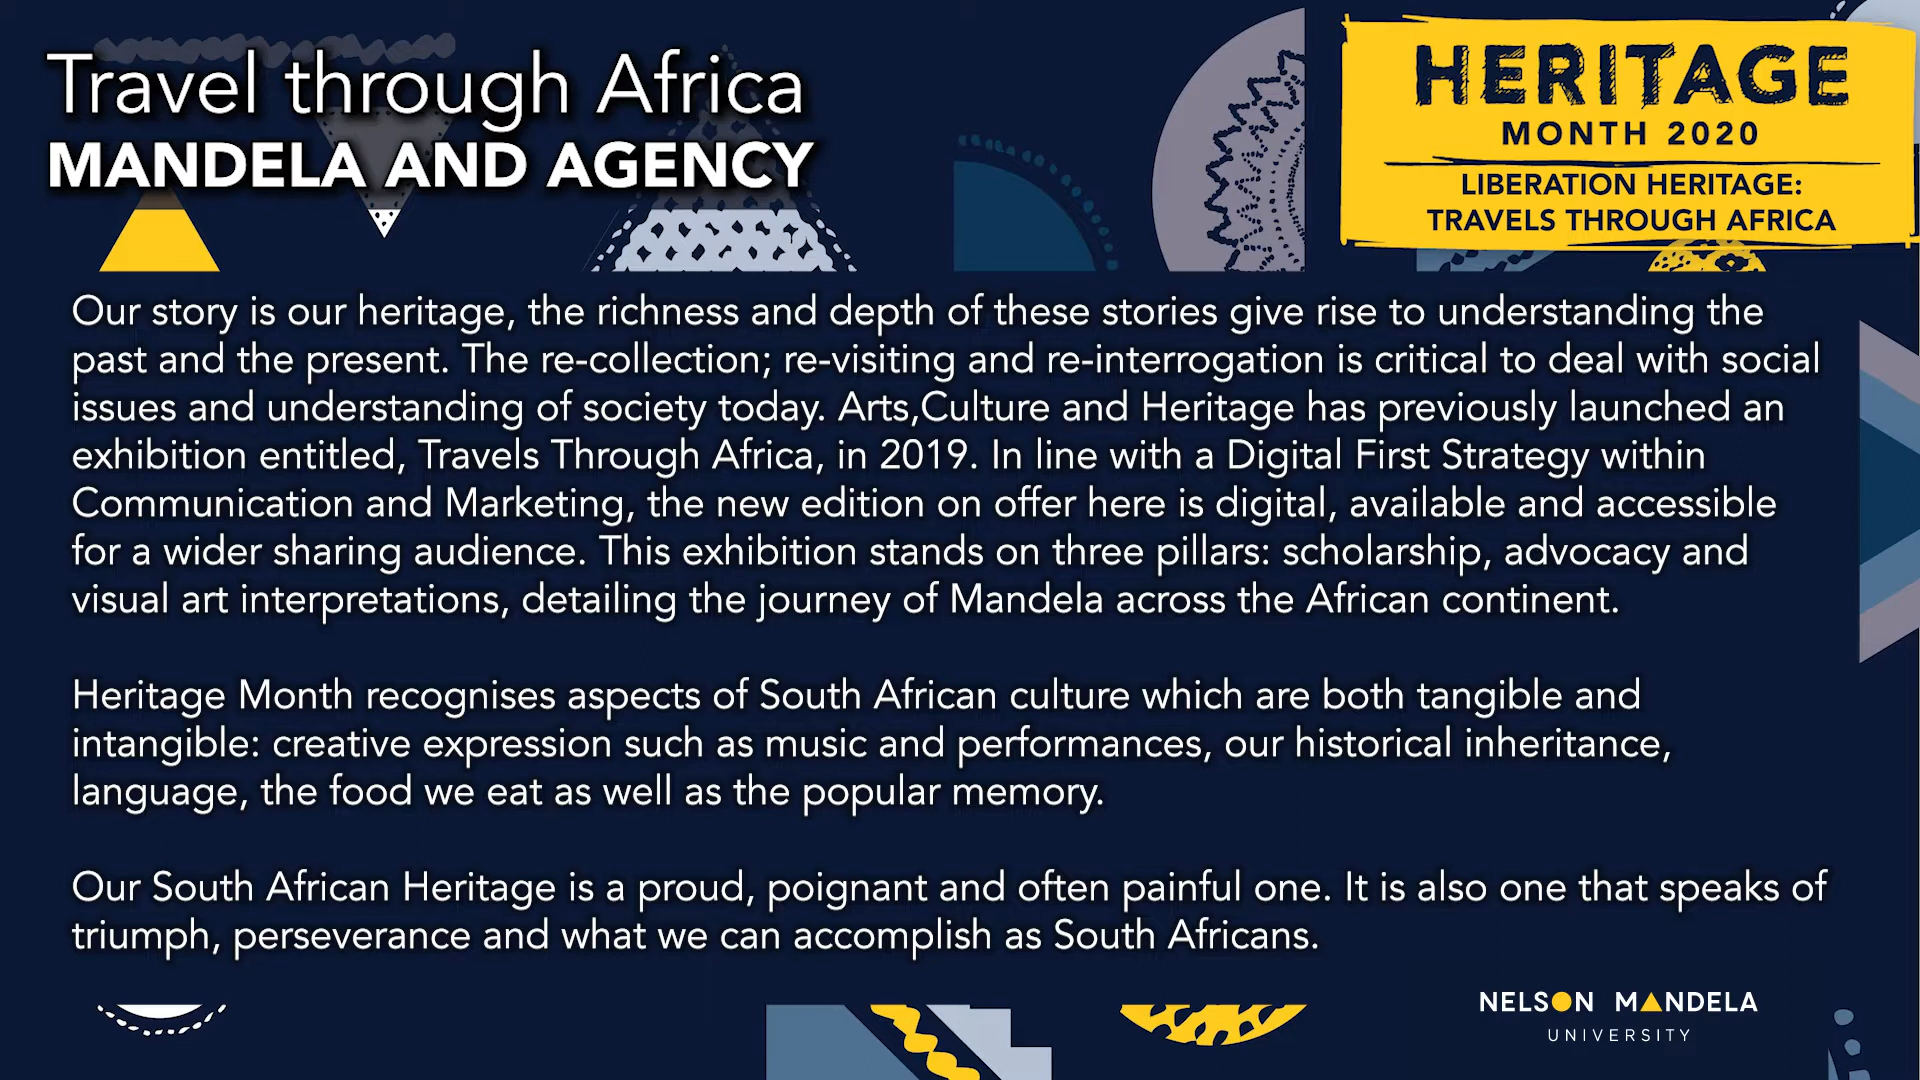 Travel through Africa
MANDELA AND AGENCY
HERITAGE
MONTH 2020
LIBERATION HERITAGE:
TRAVELS THROUGH AFRICA
Our story is our heritage, the richness and depth of these stories give rise to understanding the
past and the present. The re-collection; re-visiting and re-interrogation is critical to deal with social
issues and understanding of society today. Arts,Culture and Heritage has previously launched an
exhibition entitled, Travels Through Africa, in 2019. In line with a Digital First Strategy within
Communication and Marketing, the new edition on offer here is digital, available and accessible
for a wider sharing audience. This exhibition stands on three pillars: scholarship, advocacy and
visual art interpretations, detailing the journey of Mandela across the African continent.
Heritage Month recognises aspects of South African culture which are both tangible and
intangible: creative expression such as music and performances, our historical inheritance,
language, the food we eat as well as the popular memory.
Our South African Heritage is a proud, poignant and often painful one. It is also one that speaks of
triumph, perseverance and what we can accomplish as South Africans.
NELSON MANDELA
UNIVERSITY